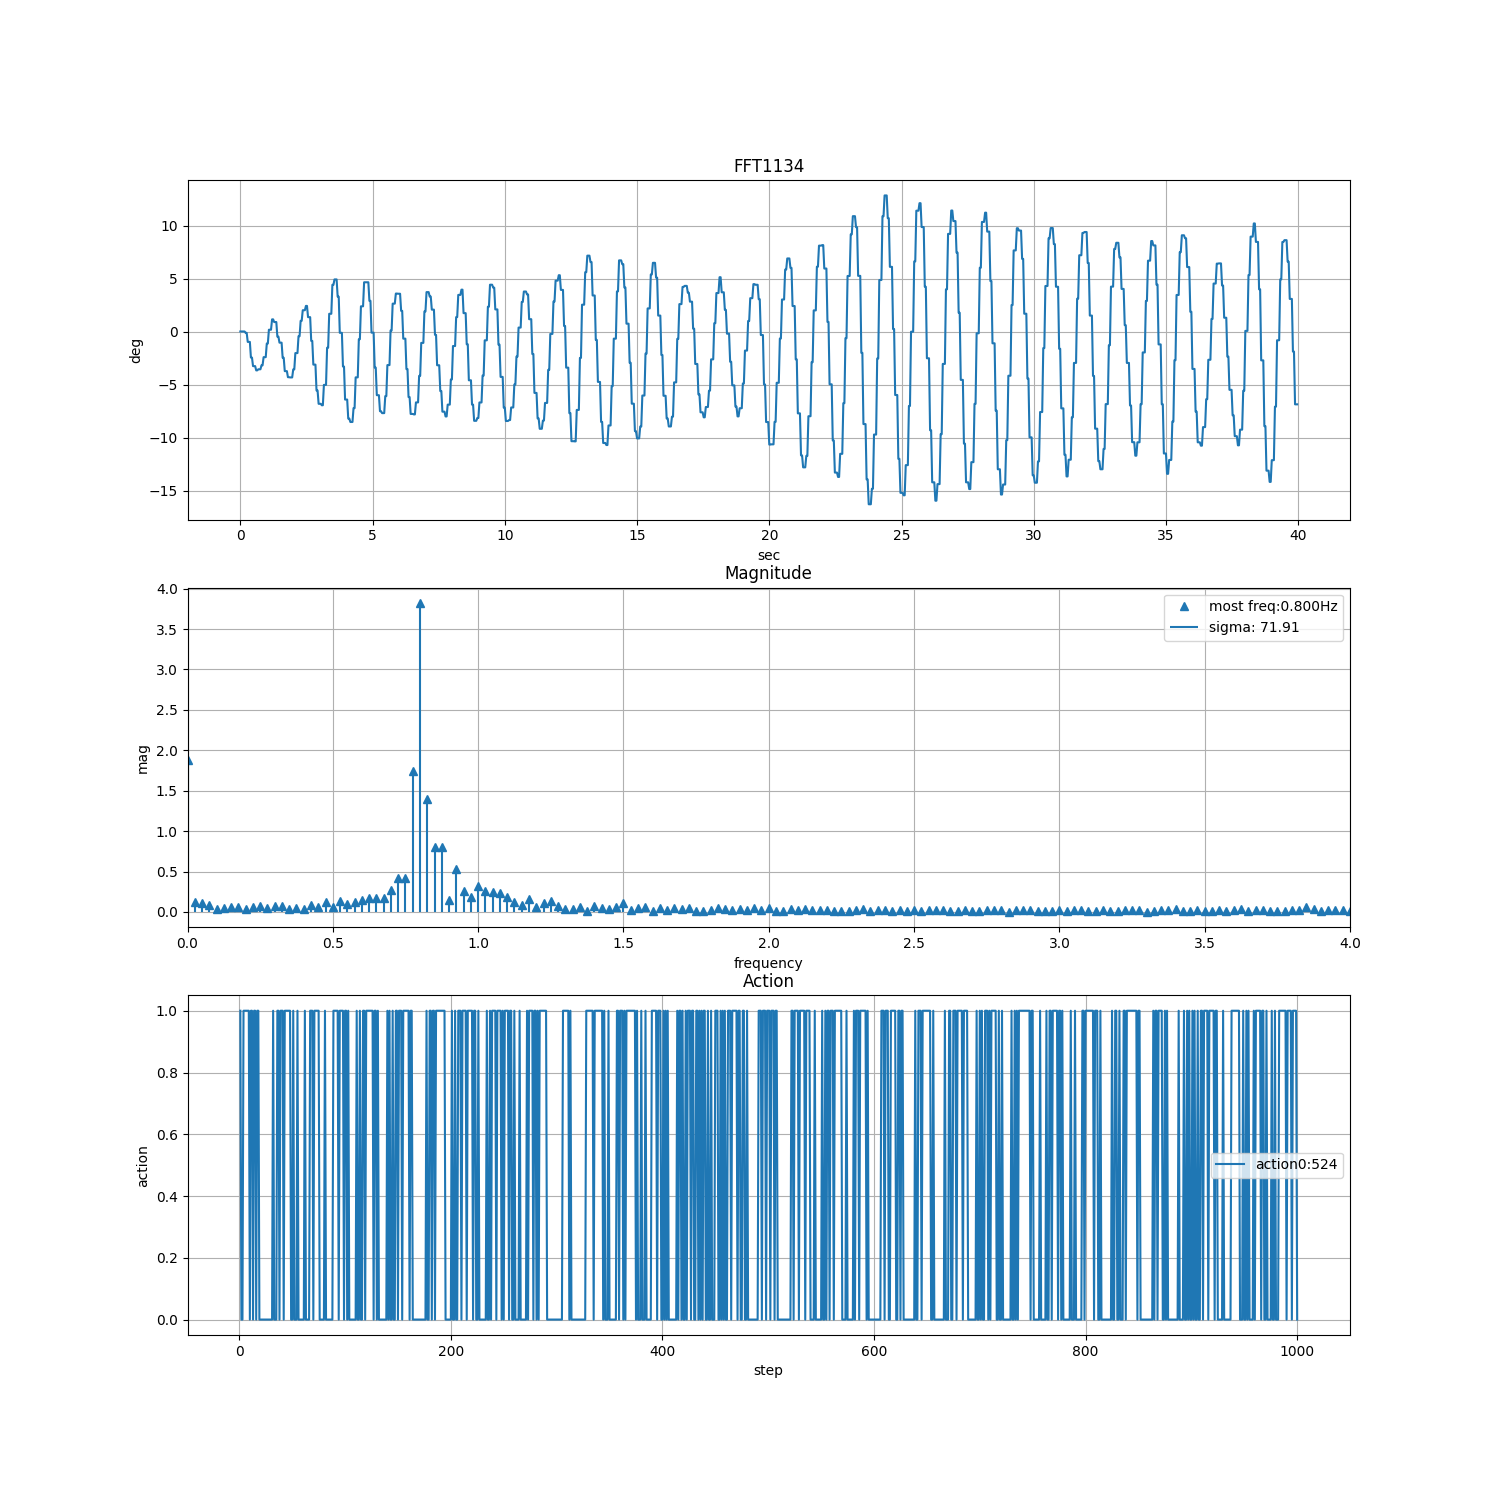 FFT1134
10
5
0
−5
−10
−15
deg
0 5 10 15 20 25 30 35 40
sec
Magnitude
4.0
3.5
3.0
2.5
2.0
1.5
1.0
0.5
0.0
mag
most freq:0.800Hz
sigma: 71.91
0.0 0.5 1.0 1.5 2.0 2.5 3.0 3.5 4.0
frequency
Action
1.0
0.8
0.6
0.4
0.2
0.0
action
action0:524
0 200 400 600 800 1000
step